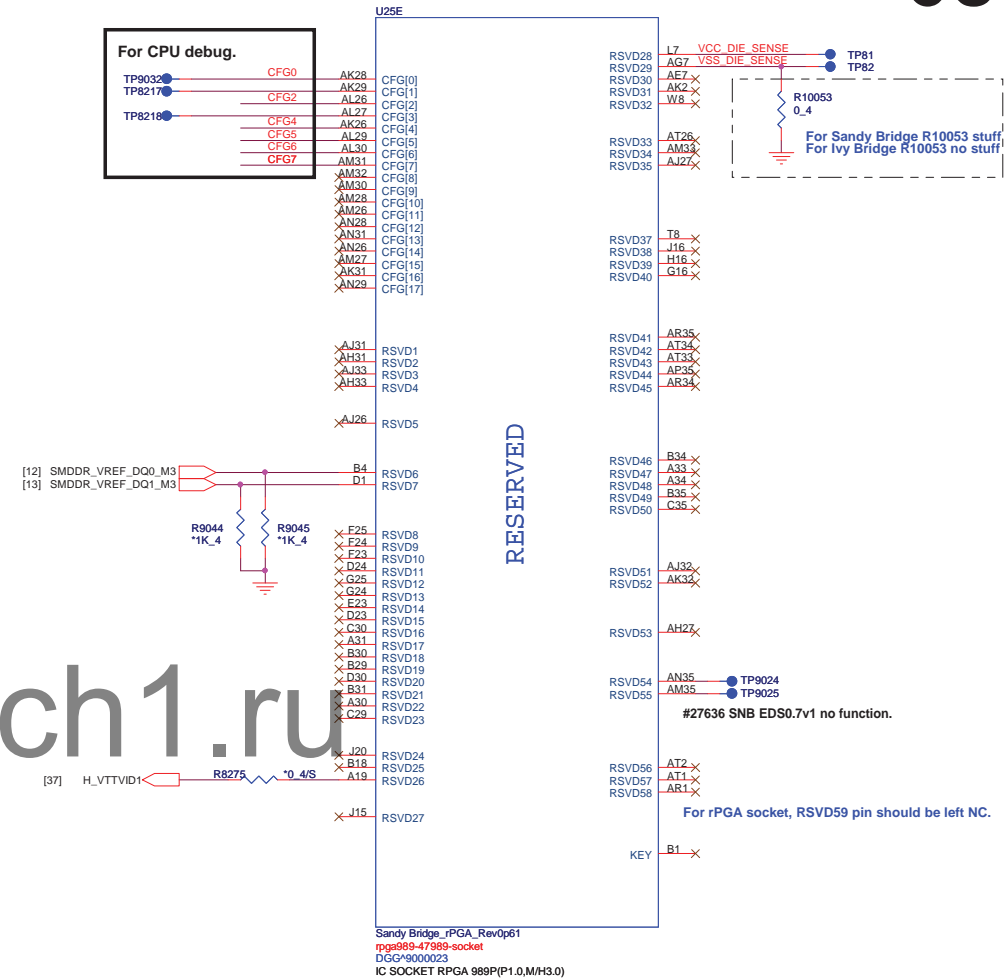 U25E
For CPU debug.
TP9032 CFG0 AK28 CFG[0]
TP8217 AK29 CFG[1]
CFG2 AL26 CFG[2]
TP8218 AL27 CFG[3]
CFG4 AK26 CFG[4]
CFG5 AL29 CFG[5]
CFG6 AL30 CFG[6]
CFG7 AM31 CFG[7]
AM32 CFG[8]
AM30 CFG[9]
AM28 CFG[10]
AM26 CFG[11]
AN28 CFG[12]
AN31 CFG[13]
AN26 CFG[14]
AM27 CFG[15]
AK31 CFG[16]
AN29 CFG[17]
AJ31 RSVD1
AH31 RSVD2
AJ33 RSVD3
AH33 RSVD4
AJ26 RSVD5
[12] SMDDR_VREF_DQ0_M3 B4 RSVD6
[13] SMDDR_VREF_DQ1_M3 D1 RSVD7
R9044 *1K_4
R9045 *1K_4
F25 RSVD8
F24 RSVD9
F23 RSVD10
D24 RSVD11
G25 RSVD12
G24 RSVD13
E23 RSVD14
D23 RSVD15
C30 RSVD16
A31 RSVD17
B30 RSVD18
B29 RSVD19
D30 RSVD20
B31 RSVD21
A30 RSVD22
C29 RSVD23
J20 RSVD24
B18 RSVD25
[37] H_VTTVID1 R8275 *0_4/S A19 RSVD26
J15 RSVD27
RESERVED
RSVD28 L7 VCC_DIE_SENSE TP81
RSVD29 AG7 VSS_DIE_SENSE TP82
RSVD30 AE7
RSVD31 AK2
RSVD32 W8
R10053
0_4
For Sandy Bridge R10053 stuff
For Ivy Bridge R10053 no stuff
RSVD33 AT26
RSVD34 AM33
RSVD35 AJ27
RSVD37 T8
RSVD38 J16
RSVD39 H16
RSVD40 G16
RSVD41 AR35
RSVD42 AT34
RSVD43 AT33
RSVD44 AP35
RSVD45 AR34
RSVD46 B34
RSVD47 A33
RSVD48 A34
RSVD49 B35
RSVD50 C35
RSVD51 AJ32
RSVD52 AK32
RSVD53 AH27
RSVD54 AN35 TP9024
RSVD55 AM35 TP9025
#27636 SNB EDS0.7v1 no function.
RSVD56 AT2
RSVD57 AT1
RSVD58 AR1
For rPGA socket, RSVD59 pin should be left NC.
KEY B1
ch1.ru
Sandy Bridge_rPGA_Rev0p61
rpga989-47989-socket
DGG^9000023
IC SOCKET RPGA 989P(P1.0,M/H3.0)